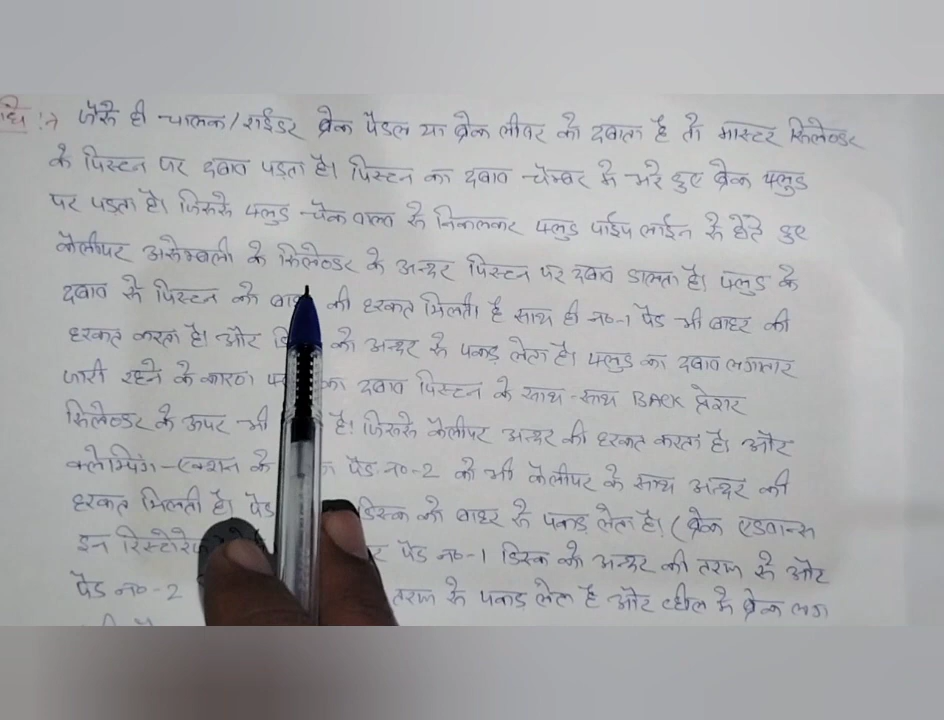 धि :→ जैसे ही चालक/राईडर ब्रेक पैडल या ब्रेक लीवर को दबाता है तो मास्टर सिलेण्डर
के पिस्टन पर दबाव पड़ता है। पिस्टन का दबाव चैम्बर में भरे हुए ब्रेक फ्लुड
पर पड़ता है। जिससे फ्लुड चैक वाल्व से निकलकर फ्लुड पाईप लाईन से होते हुए
कैलीपर असेम्बली के सिलेण्डर के अन्दर पिस्टन पर दबाव डालता है। फ्लुड के
दबाव से पिस्टन को की हरकत मिलती है साथ ही न०-1 पैड भी बाहर की
हरकत करता है। और को अन्दर से पकड़ लेता है। फ्लुड का दबाव लगातार
जारी रहने के कारण का दबाव पिस्टन के साथ-साथ BACK प्रेशर
सिलेण्डर के ऊपर भी है। जिससे कैलीपर अन्दर की हरकत करता है। और
क्लेम्पिंग-एक्शन के पैड न०-2 को भी कैलीपर के साथ अन्दर की
हरकत मिलती है। पैड डिस्क को बाहर से पकड़ लेता है। (ब्रेक एडवान्स
इन पैड न०-1 डिस्क को अन्दर की तरफ से और
पैड न०-2 तरफ से पकड़ लेता है और व्हील में ब्रेक लग